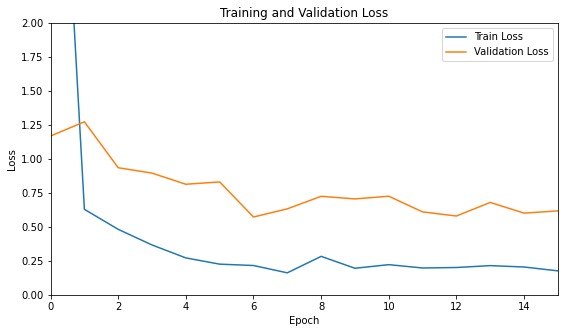 Training and Validation Loss
2.00
1.75
1.50
1.25
1.00
0.75
0.50
0.25
0.00
Loss
Train Loss
Validation Loss
0 2 4 6 8 10 12 14
Epoch